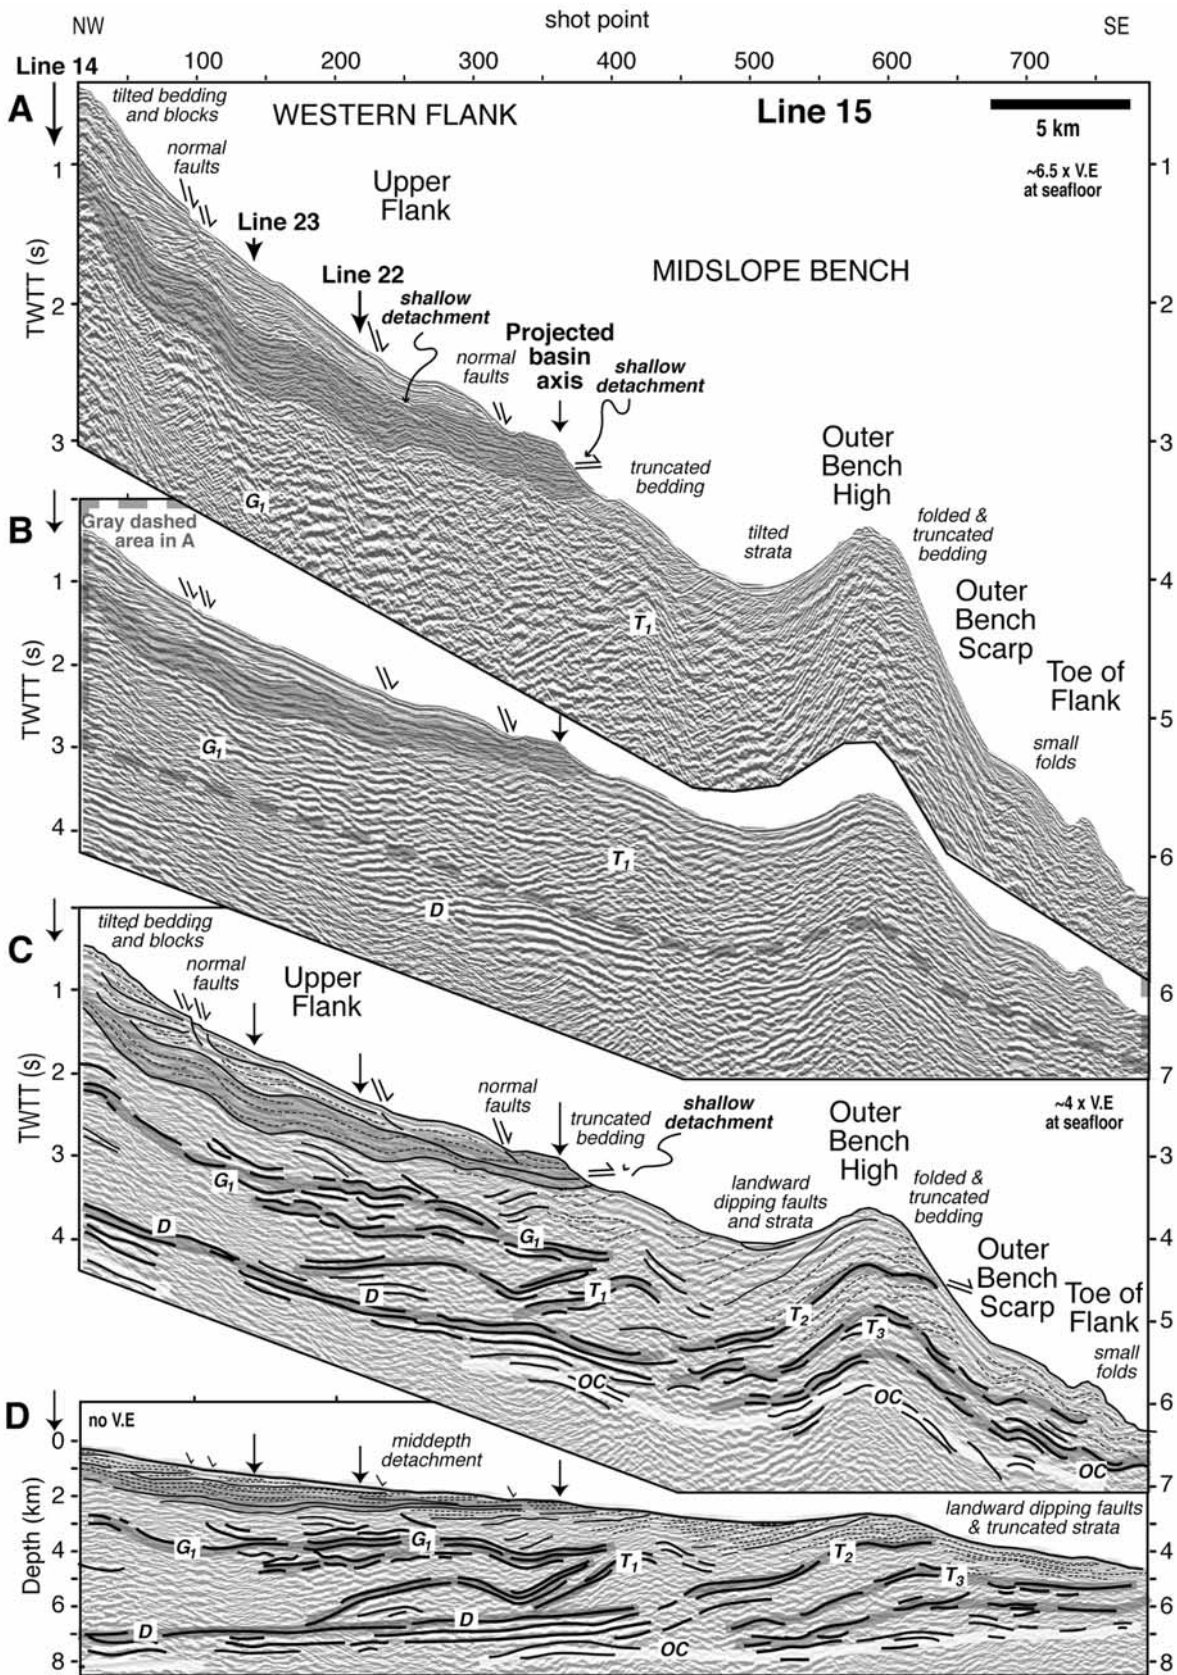 NW
shot point
SE
Line 14
100
200
300
400
500
600
700
A
tilted bedding
and blocks
WESTERN FLANK
Line 15
5 km
~6.5 x V.E
at seafloor
normal
faults
Upper
Flank
Line 23
MIDSLOPE BENCH
Line 22
shallow
detachment
Projected
basin
axis
normal
faults
shallow
detachment
TWTT (s)
1
2
3
1
2
3
4
5
6
truncated
bedding
Outer
Bench
High
tilted
strata
folded &
truncated
bedding
Outer
Bench
Scarp
Toe of
Flank
small
folds
G1
T1
B
Gray dashed
area in A
TWTT (s)
1
2
3
4
6
7
G1
T1
D
C
tilted bedding
and blocks
normal
faults
Upper
Flank
TWTT (s)
1
2
3
4
3
4
5
6
7
normal
faults
truncated
bedding
shallow
detachment
Outer
Bench
High
~4 x V.E
at seafloor
landward
dipping faults
and strata
folded &
truncated
bedding
Outer
Bench
Scarp
Toe of
Flank
small
folds
G1
D
G1
D
T1
T2
T3
OC
OC
OC
D
no V.E
middepth
detachment
landward dipping faults
& truncated strata
Depth (km)
0
2
4
6
8
4
6
8
G1
G1
T1
T2
T3
D
D
OC